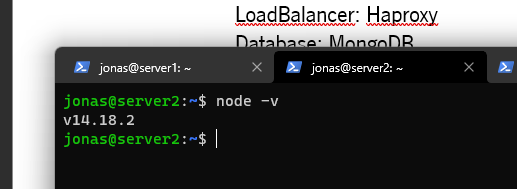 LoadBalancer: Haproxy
Database: MongoDB
jonas@server1: ~
jonas@server2: ~
jonas@server2:~$ node -v
v14.18.2
jonas@server2:~$